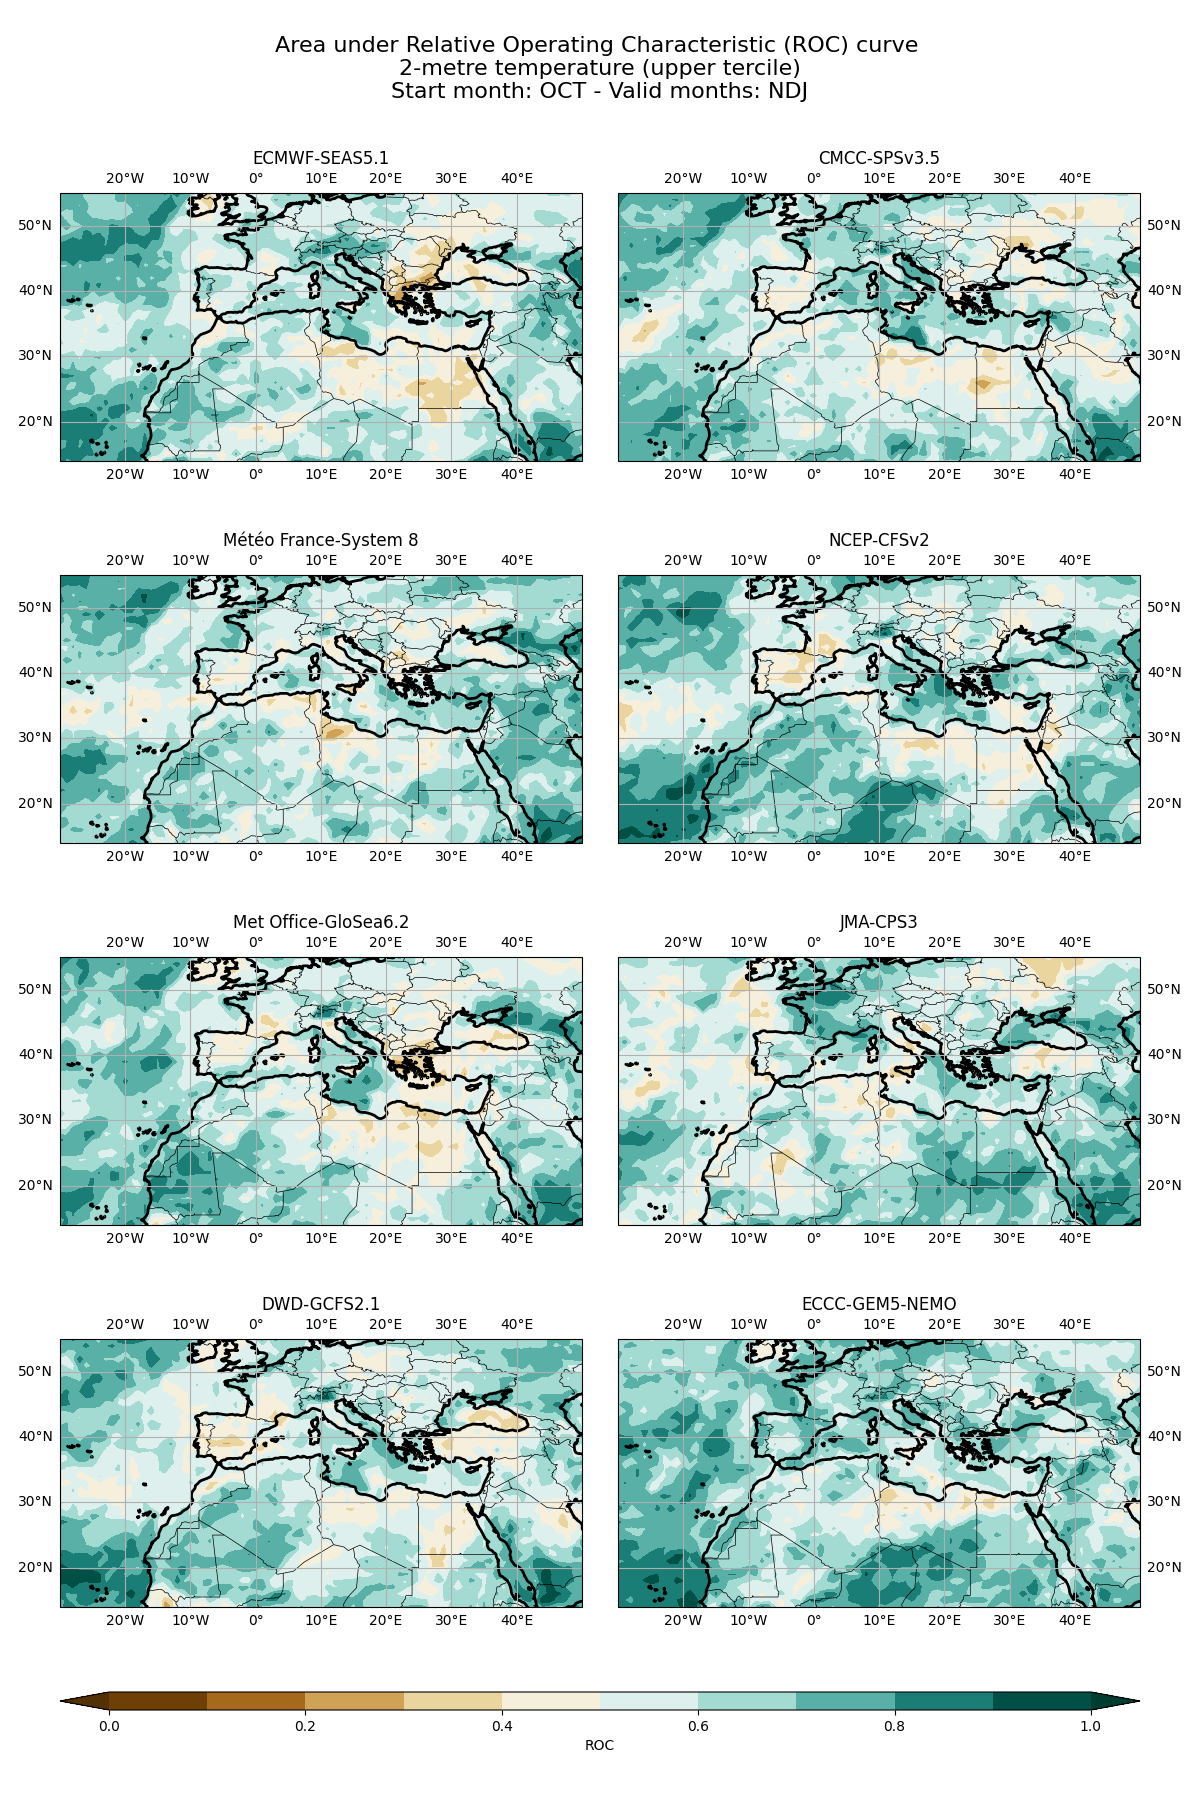 Area under Relative Operating Characteristic (ROC) curve
2-metre temperature (upper tercile)
Start month: OCT - Valid months: NDJ
ECMWF-SEAS5.1
20°W 10°W 0° 10°E 20°E 30°E 40°E
50°N
40°N
30°N
20°N
20°W 10°W 0° 10°E 20°E 30°E 40°E
CMCC-SPSv3.5
20°W 10°W 0° 10°E 20°E 30°E 40°E
50°N
40°N
30°N
20°N
20°W 10°W 0° 10°E 20°E 30°E 40°E
Météo France-System 8
20°W 10°W 0° 10°E 20°E 30°E 40°E
50°N
40°N
30°N
20°N
20°W 10°W 0° 10°E 20°E 30°E 40°E
NCEP-CFSv2
20°W 10°W 0° 10°E 20°E 30°E 40°E
50°N
40°N
30°N
20°N
20°W 10°W 0° 10°E 20°E 30°E 40°E
Met Office-GloSea6.2
20°W 10°W 0° 10°E 20°E 30°E 40°E
50°N
40°N
30°N
20°N
20°W 10°W 0° 10°E 20°E 30°E 40°E
JMA-CPS3
20°W 10°W 0° 10°E 20°E 30°E 40°E
50°N
40°N
30°N
20°N
20°W 10°W 0° 10°E 20°E 30°E 40°E
DWD-GCFS2.1
20°W 10°W 0° 10°E 20°E 30°E 40°E
50°N
40°N
30°N
20°N
20°W 10°W 0° 10°E 20°E 30°E 40°E
ECCC-GEM5-NEMO
20°W 10°W 0° 10°E 20°E 30°E 40°E
50°N
40°N
30°N
20°N
20°W 10°W 0° 10°E 20°E 30°E 40°E
0.0 0.2 0.4 0.6 0.8 1.0
ROC